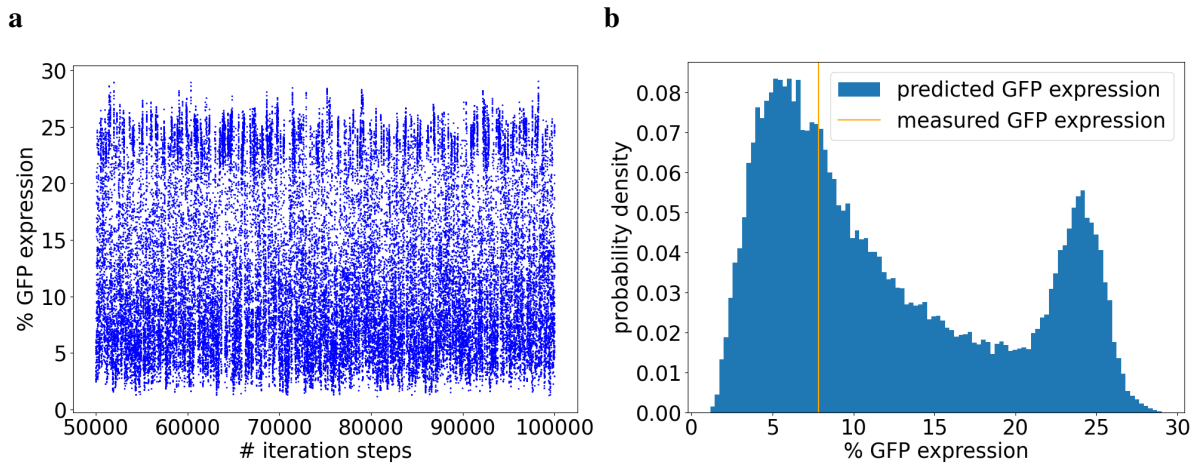 a
30
25
20
15
10
5
0
% GFP expression
50000 60000 70000 80000 90000 100000
# iteration steps
b
predicted GFP expression
measured GFP expression
0.08
0.07
0.06
0.05
0.04
0.03
0.02
0.01
0.00
probability density
0 5 10 15 20 25 30
% GFP expression